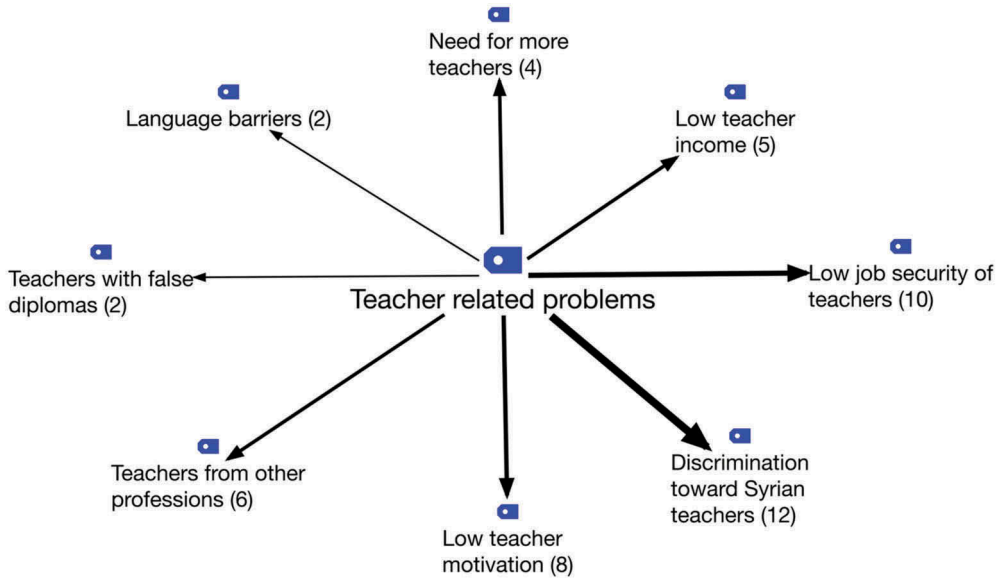 Need for more
teachers (4)
Language barriers (2)
Low teacher
income (5)
Teachers with false
diplomas (2)
Teacher related problems
Low job security of
teachers (10)
Teachers from other
professions (6)
Low teacher
motivation (8)
Discrimination
toward Syrian
teachers (12)